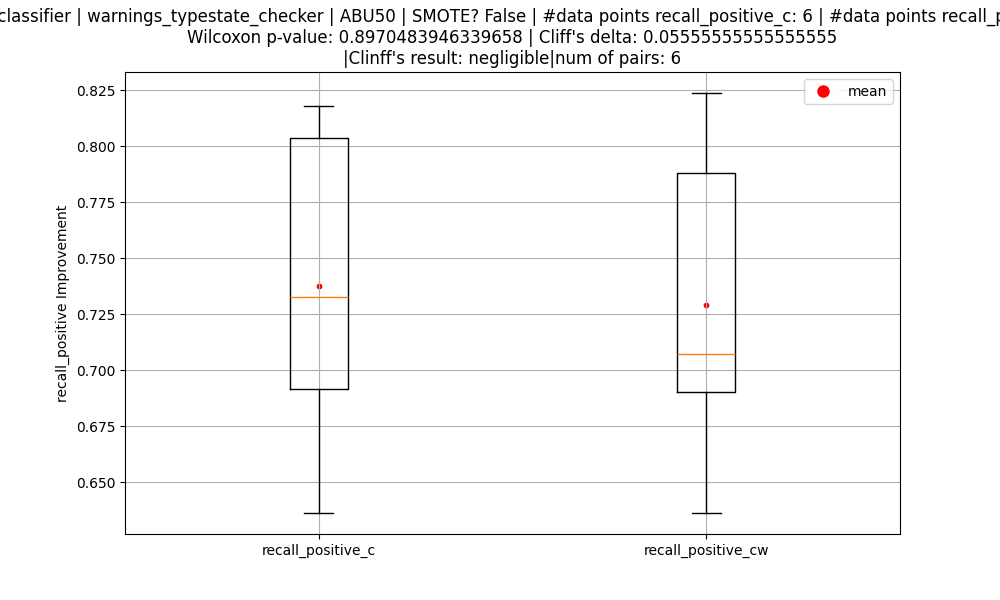 classifier | warnings_typestate_checker | ABU50 | SMOTE? False | #data points recall_positive_c: 6 | #data points
Wilcoxon p-value: 0.8970483946339658 | Cliff's delta: 0.05555555555555555
|Clinff's result: negligible|num of pairs: 6
mean
0.825
0.800
0.775
0.750
0.725
0.700
0.675
0.650
recall_positive Improvement
recall_positive_c
recall_positive_cw